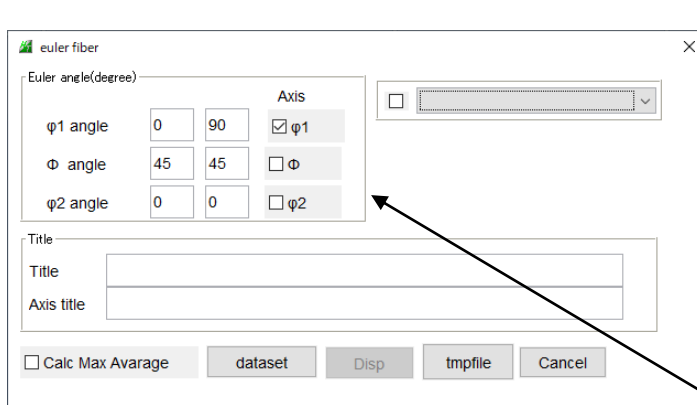 euler fiber
Euler angle(degree)
Axis
φ1 angle 0 90 φ1
Φ angle 45 45 Φ
φ2 angle 0 0 φ2
Title
Title
Axis title
Calc Max Avarage dataset Disp tmpfile Cancel